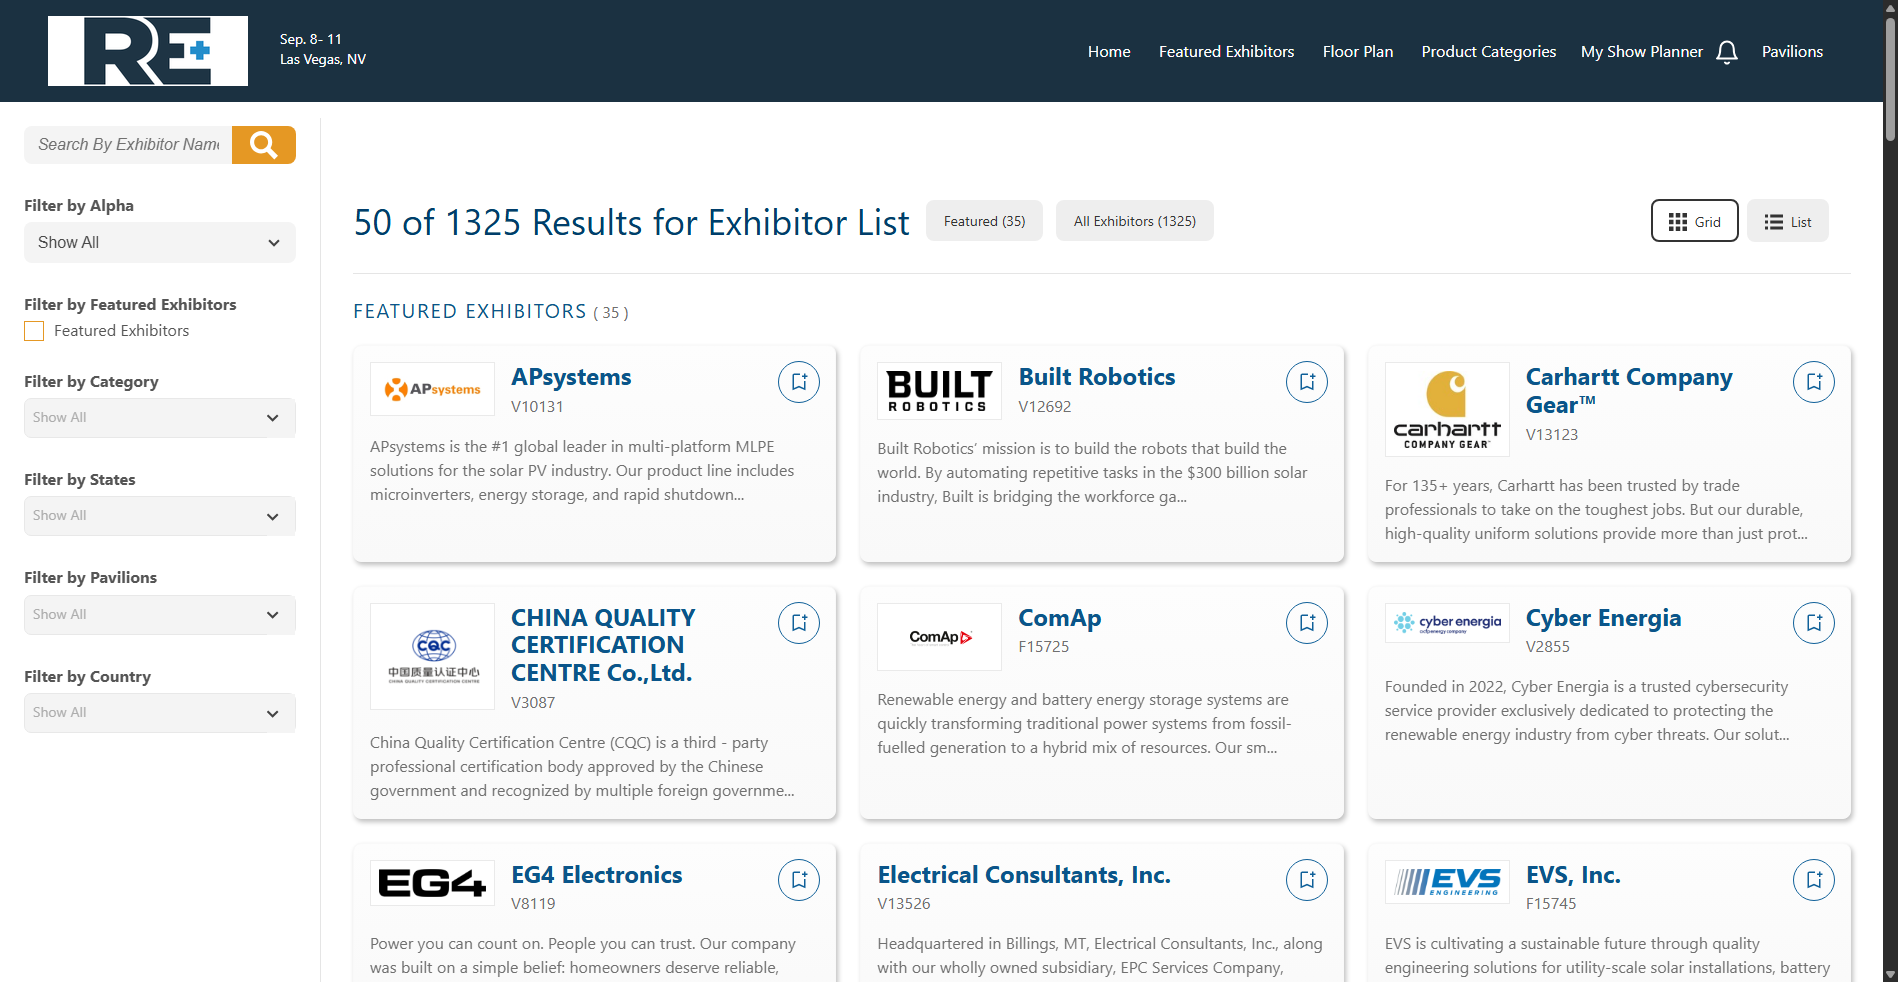 RE+
Sep. 8- 11
Las Vegas, NV
Home
Featured Exhibitors
Floor Plan
Product Categories
My Show Planner
Pavilions
Search By Exhibitor Name
Filter by Alpha
Show All
Filter by Featured Exhibitors
Featured Exhibitors
Filter by Category
Show All
Filter by States
Show All
Filter by Pavilions
Show All
Filter by Country
Show All
50 of 1325 Results for Exhibitor List
Featured (35)
All Exhibitors (1325)
Grid
List
FEATURED EXHIBITORS ( 35 )
APsystems
APsystems
V10131
APsystems is the #1 global leader in multi-platform MLPE
solutions for the solar PV industry. Our product line includes
microinverters, energy storage, and rapid shutdown...
BUILT
ROBOTICS
Built Robotics
V12692
Built Robotics’ mission is to build the robots that build the
world. By automating repetitive tasks in the $300 billion solar
industry, Built is bridging the workforce ga...
carhartt
COMPANY GEAR
Carhartt Company
Gear™
V13123
For 135+ years, Carhartt has been trusted by trade
professionals to take on the toughest jobs. But our durable,
high-quality uniform solutions provide more than just prot...
CQC
中国质量认证中心
CHINA QUALITY CERTIFICATION CENTRE
CHINA QUALITY
CERTIFICATION
CENTRE Co.,Ltd.
V3087
China Quality Certification Centre (CQC) is a third - party
professional certification body approved by the Chinese
government and recognized by multiple foreign governme...
ComAp
ComAp
F15725
Renewable energy and battery energy storage systems are
quickly transforming traditional power systems from fossil-
fuelled generation to a hybrid mix of resources. Our sm...
cyber energia
Cyber Energia
V2855
Founded in 2022, Cyber Energia is a trusted cybersecurity
service provider exclusively dedicated to protecting the
renewable energy industry from cyber threats. Our solut...
EG4
EG4 Electronics
V8119
Power you can count on. People you can trust. Our company
was built on a simple belief: homeowners deserve reliable,
Electrical Consultants, Inc.
V13526
Headquartered in Billings, MT, Electrical Consultants, Inc., along
with our wholly owned subsidiary, EPC Services Company,
EVS
ENGINEERING
EVS, Inc.
F15745
EVS is cultivating a sustainable future through quality
engineering solutions for utility-scale solar installations, battery